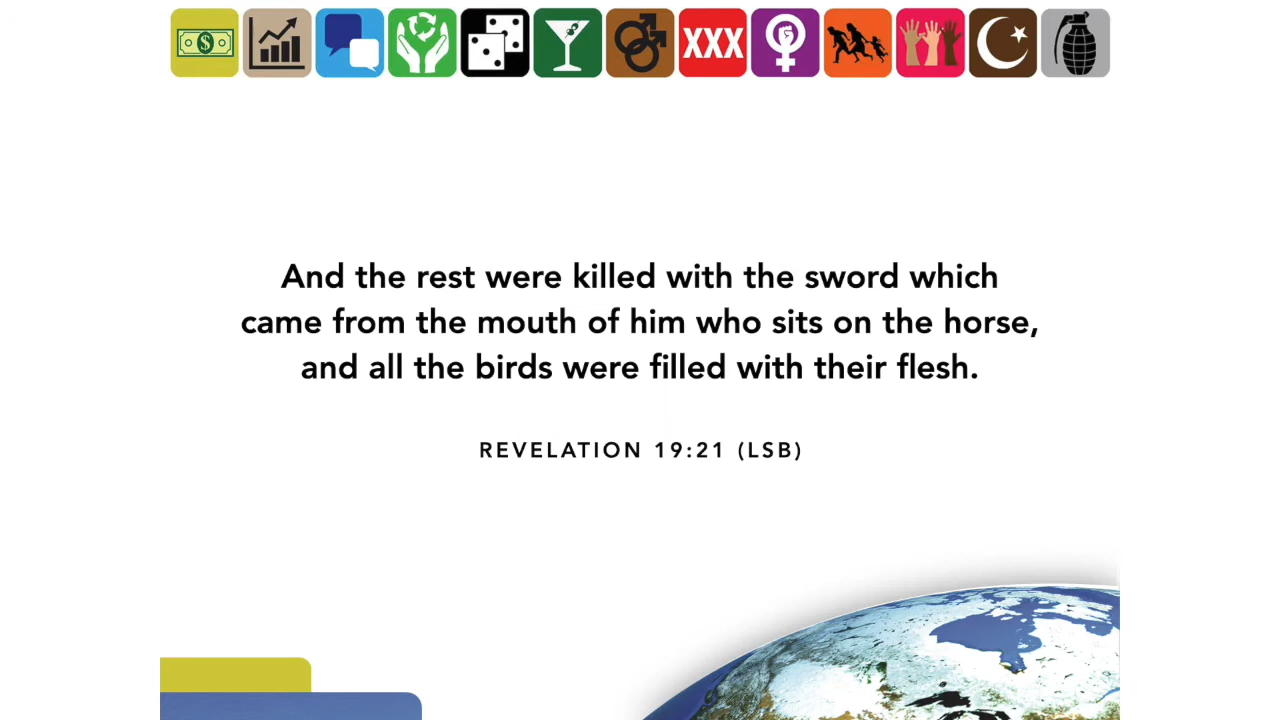 $
XXX
And the rest were killed with the sword which
came from the mouth of him who sits on the horse,
and all the birds were filled with their flesh.
REVELATION 19:21 (LSB)